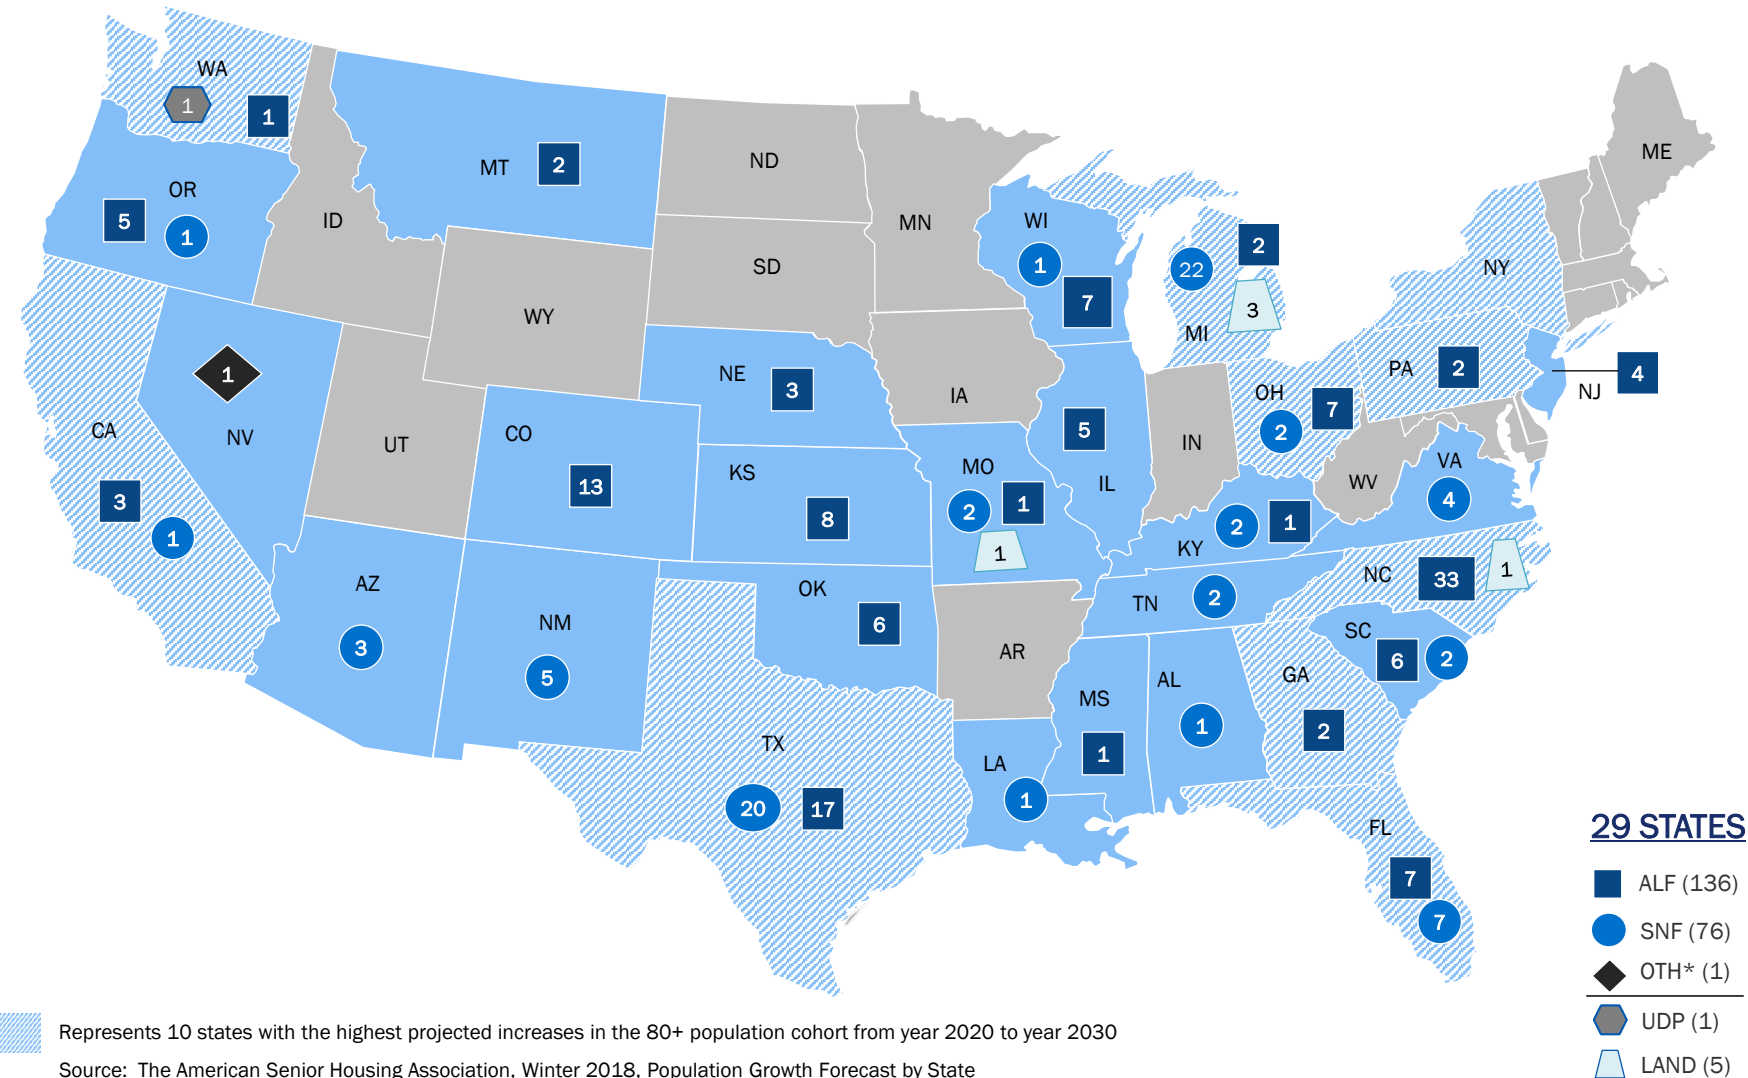 WA
1
1
MT
2
ND
ME
OR
5
1
ID
MN
WI
1
7
2
22
3
MI
NY
SD
WY
NE
3
IA
PA
2
NJ
4
1
NV
CA
3
1
UT
CO
13
KS
8
MO
2
1
1
5
IL
IN
OH
7
2
WV
VA
4
KY
2
1
AZ
3
NM
5
OK
6
AR
TN
2
NC
33
1
SC
6
2
GA
2
MS
1
AL
1
TX
20
17
LA
1
FL
7
7
29 STATES
ALF (136)
SNF (76)
OTH* (1)
UDP (1)
LAND (5)
Represents 10 states with the highest projected increases in the 80+ population cohort from year 2020 to year 2030
Source: The American Senior Housing Association, Winter 2018, Population Growth Forecast by State